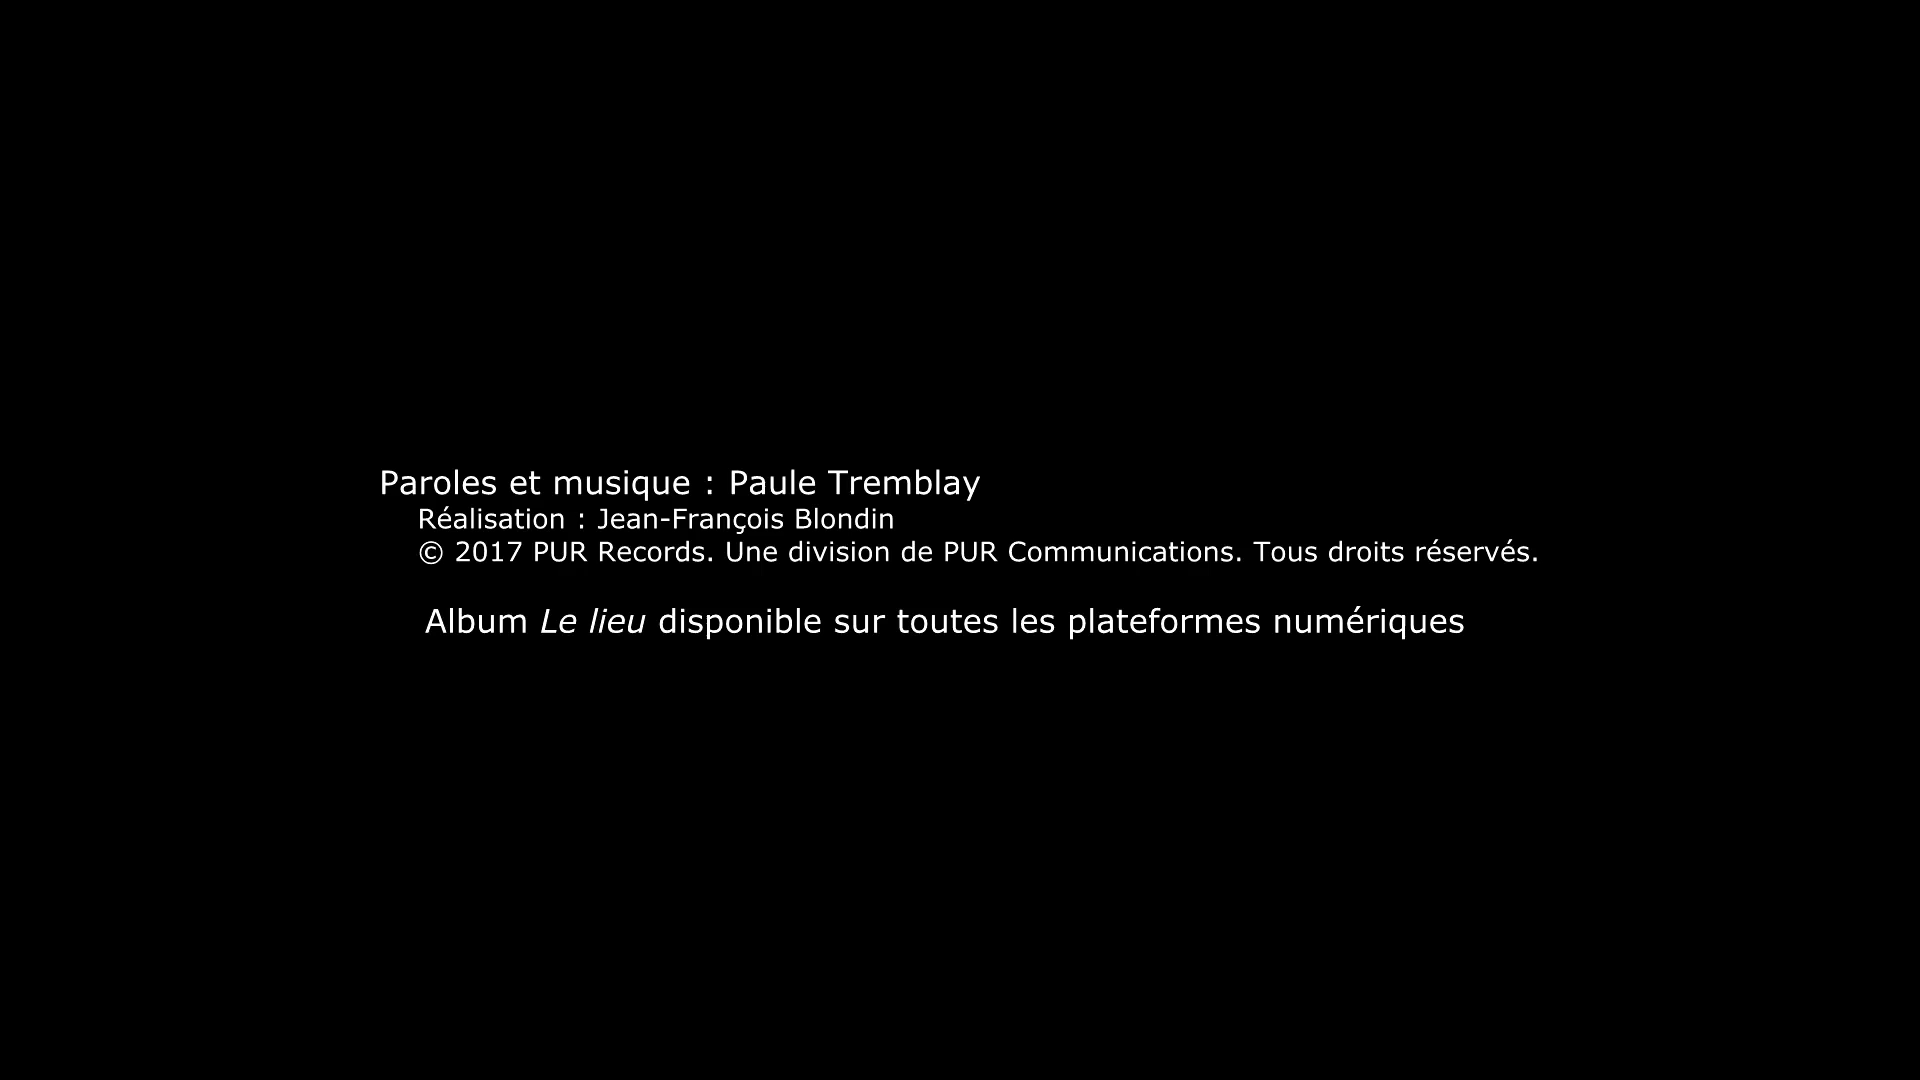 Paroles et musique : Paule Tremblay
Réalisation : Jean-François Blondin
© 2017 PUR Records. Une division de PUR Communications. Tous droits réservés.
Album Le lieu disponible sur toutes les plateformes numériques